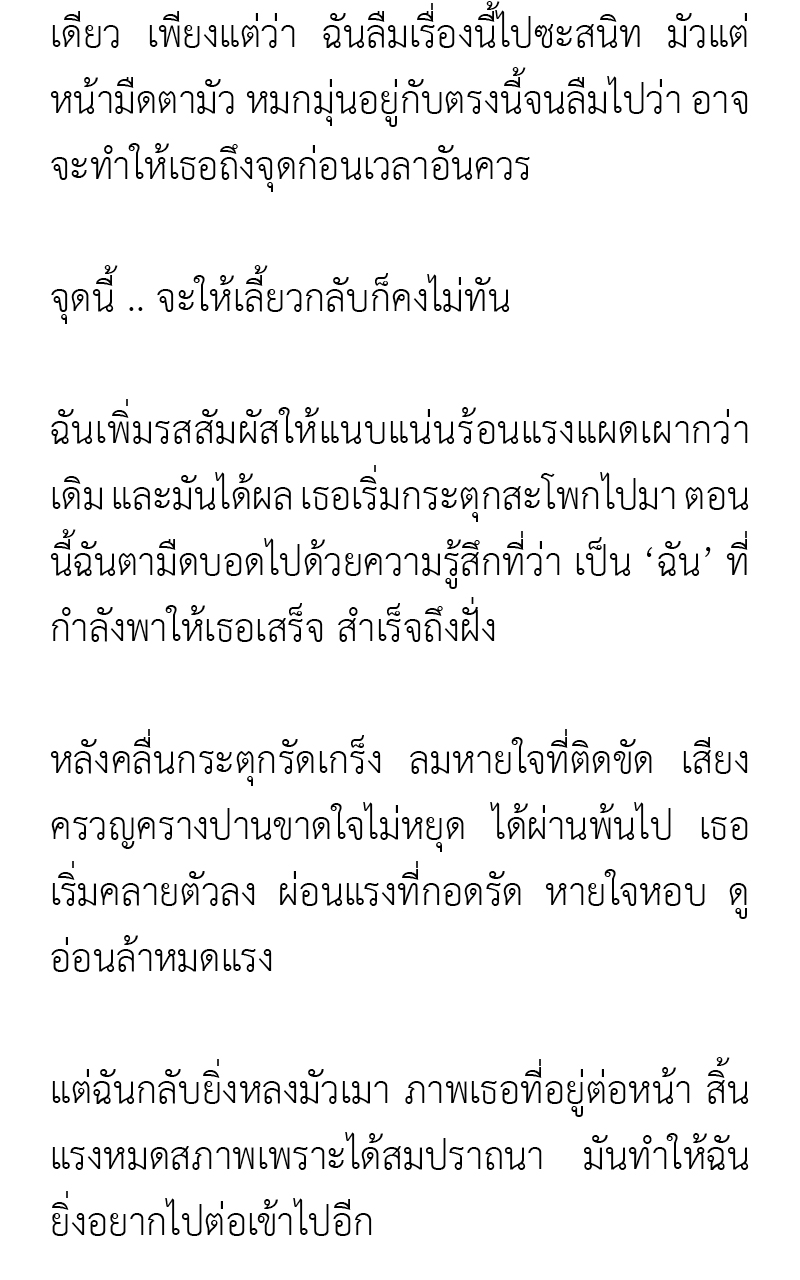 เดียว เพียงแต่ว่า ฉันลืมเรื่องนี้ไปซะสนิท มัวแต่
หน้ามืดตามัว หมกมุ่นอยู่กับตรงนี้จนลืมไปว่า อาจ
จะทำให้เธอถึงจุดก่อนเวลาอันควร
จุดนี้ .. จะให้เลี้ยวกลับก็คงไม่ทัน
ฉันเพิ่มรสสัมผัสให้แนบแน่นร้อนแรงแผดเผากว่า
เดิม และมันได้ผล เธอเริ่มกระตุกสะโพกไปมา ตอน
นี้ฉันตามืดบอดไปด้วยความรู้สึกที่ว่า เป็น ‘ฉัน’ ที่
กำลังพาให้เธอเสร็จ สำเร็จถึงฝั่ง
หลังคลื่นกระตุกรัดเกร็ง ลมหายใจที่ติดขัด เสียง
ครวญครางปานขาดใจไม่หยุด ได้ผ่านพ้นไป เธอ
เริ่มคลายตัวลง ผ่อนแรงที่กอดรัด หายใจหอบ ดู
อ่อนล้าหมดแรง
แต่ฉันกลับยิ่งหลงมัวเมา ภาพเธอที่อยู่ต่อหน้า สิ้น
แรงหมดสภาพเพราะได้สมปราถนา มันทำให้ฉัน
ยิ่งอยากไปต่อเข้าไปอีก